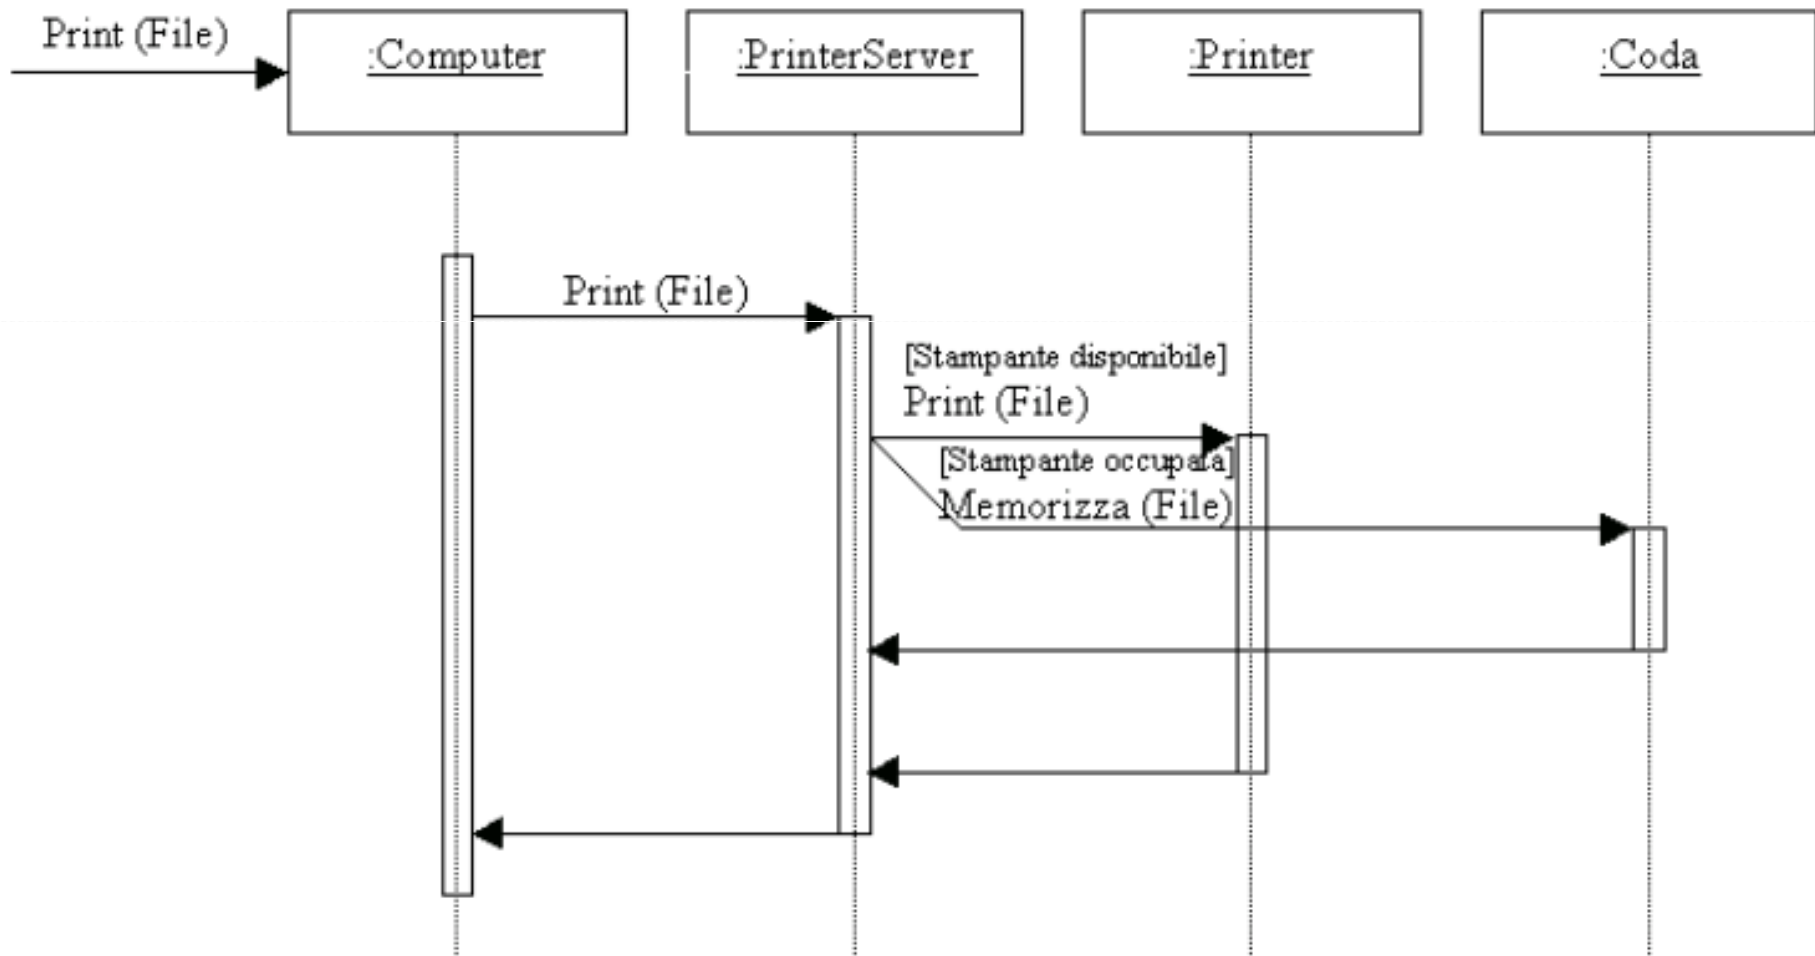 Print (File)
:Computer
:PrinterServer
:Printer
:Coda
Print (File)
[Stampante disponibile]
Print (File)
[Stampante occupata]
Memorizza (File)